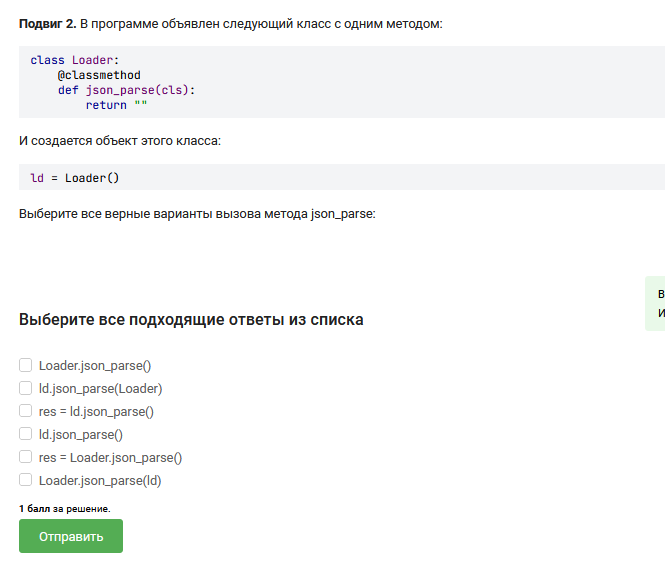 Подвиг 2. В программе объявлен следующий класс с одним методом:
class Loader:
    @classmethod
    def json_parse(cls):
        return ""
И создается объект этого класса:
ld = Loader()
Выберите все верные варианты вызова метода json_parse:
В
И
Выберите все подходящие ответы из списка
Loader.json_parse()
ld.json_parse(Loader)
res = ld.json_parse()
ld.json_parse()
res = Loader.json_parse()
Loader.json_parse(ld)
1 балл за решение.
Отправить